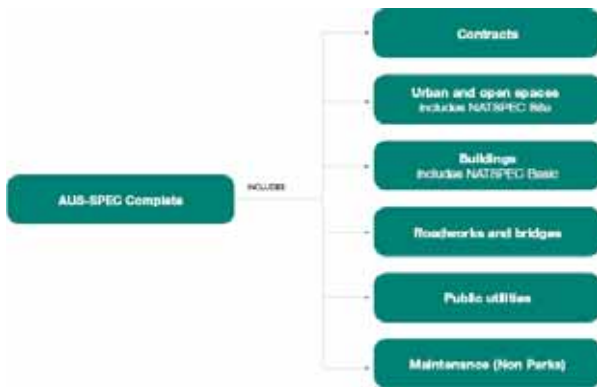 Contracts
Urban and open spaces
includes NATSPEC Site
Buildings
includes NATSPEC Basic
AUS-SPEC Complete
INCLUDES
Roadworks and bridges
Public utilities
Maintenance (Non Parks)